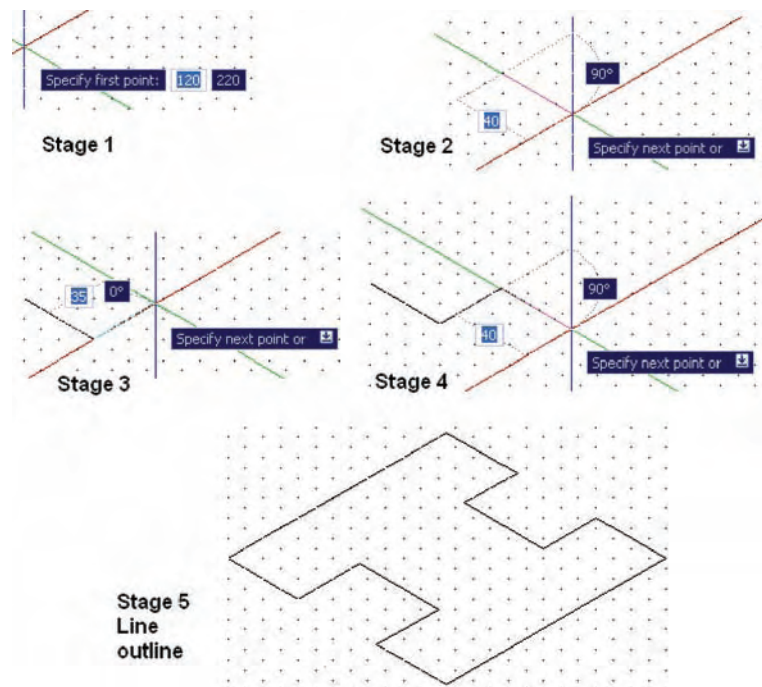 Specify first point: 120 220
Stage 1
90°
40
Specify next point or
Stage 2
35 0°
Specify next point or
Stage 3
90°
40
Specify next point or
Stage 4
Stage 5
Line
outline